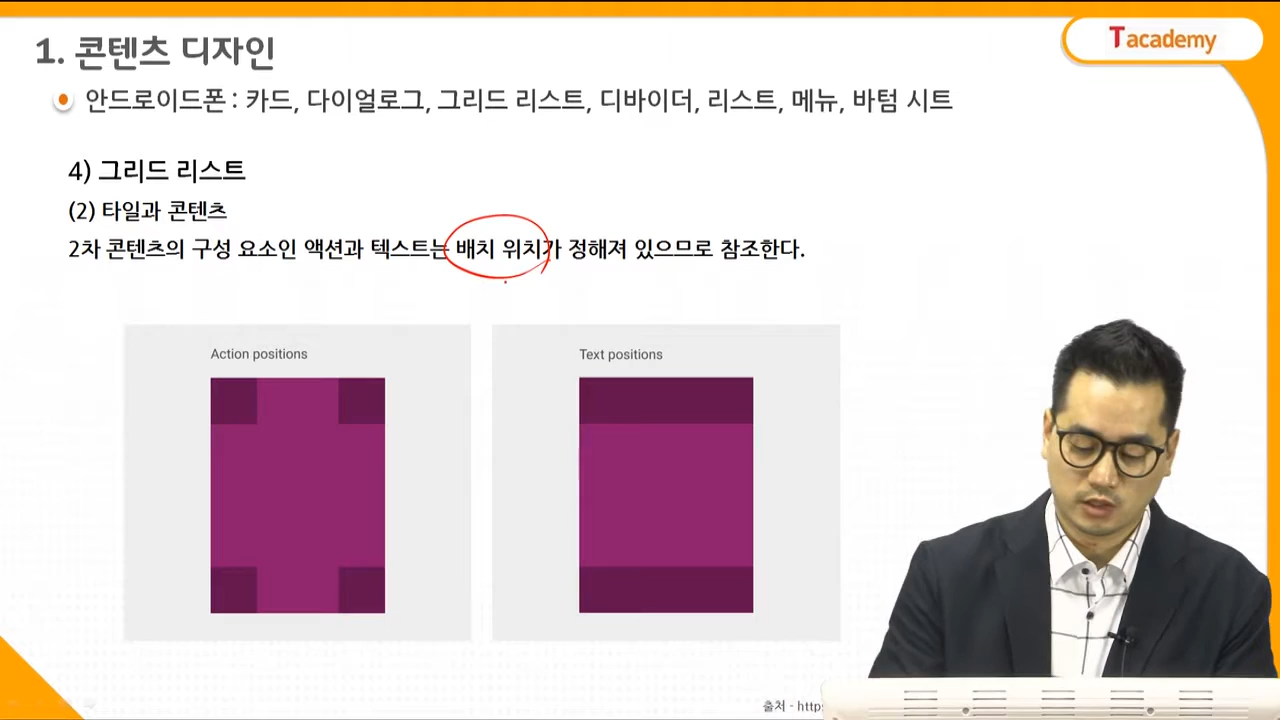 1. 콘텐츠 디자인
Tacademy
안드로이드폰 : 카드, 다이얼로그, 그리드 리스트, 디바이더, 리스트, 메뉴, 바텀 시트
4) 그리드 리스트
(2) 타일과 콘텐츠
2차 콘텐츠의 구성 요소인 액션과 텍스트는 배치 위치가 정해져 있으므로 참조한다.
Action positions
Text positions
출처 - https